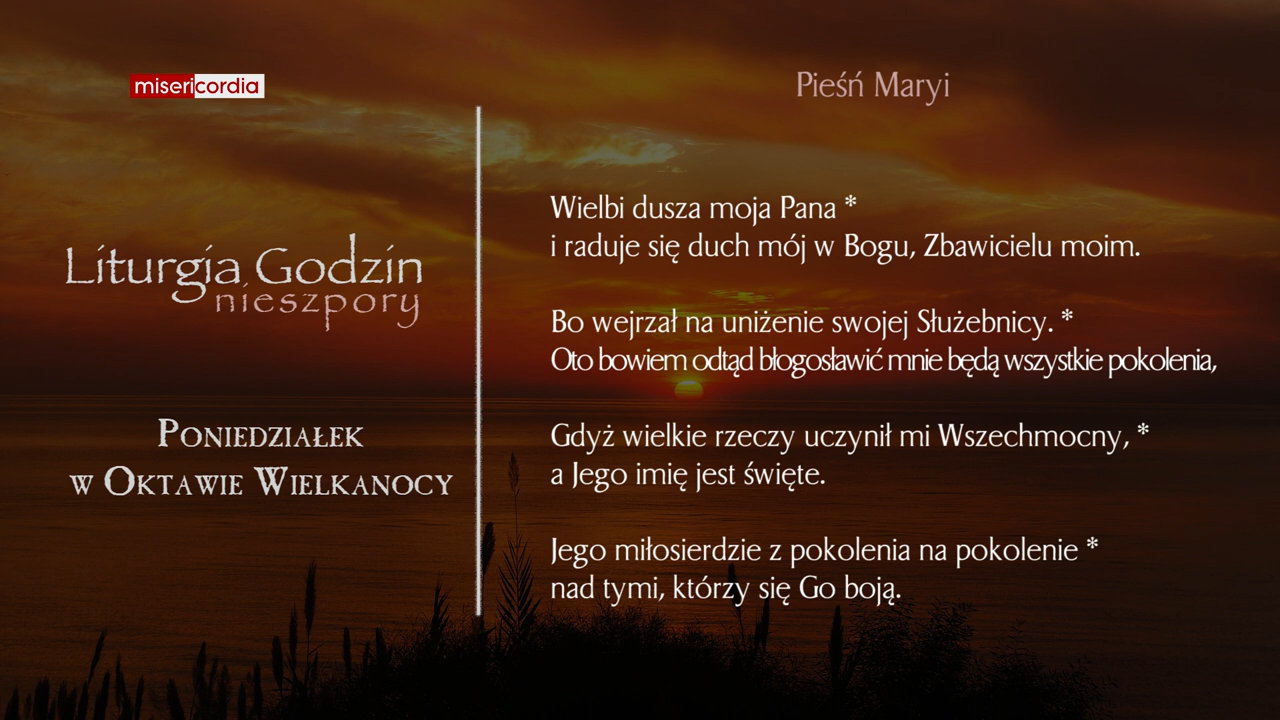 misericordia
Liturgia Godzin
nieszpory
Poniedziałek
w Oktawie Wielkanocy
Pieśń Maryi
Wielbi dusza moja Pana *
i raduje się duch mój w Bogu, Zbawicielu moim.
Bo wejrzał na uniżenie swojej Służebnicy. *
Oto bowiem odtąd błogosławić mnie będą wszystkie pokolenia,
Gdyż wielkie rzeczy uczynił mi Wszechmocny, *
a Jego imię jest święte.
Jego miłosierdzie z pokolenia na pokolenie *
nad tymi, którzy się Go boją.